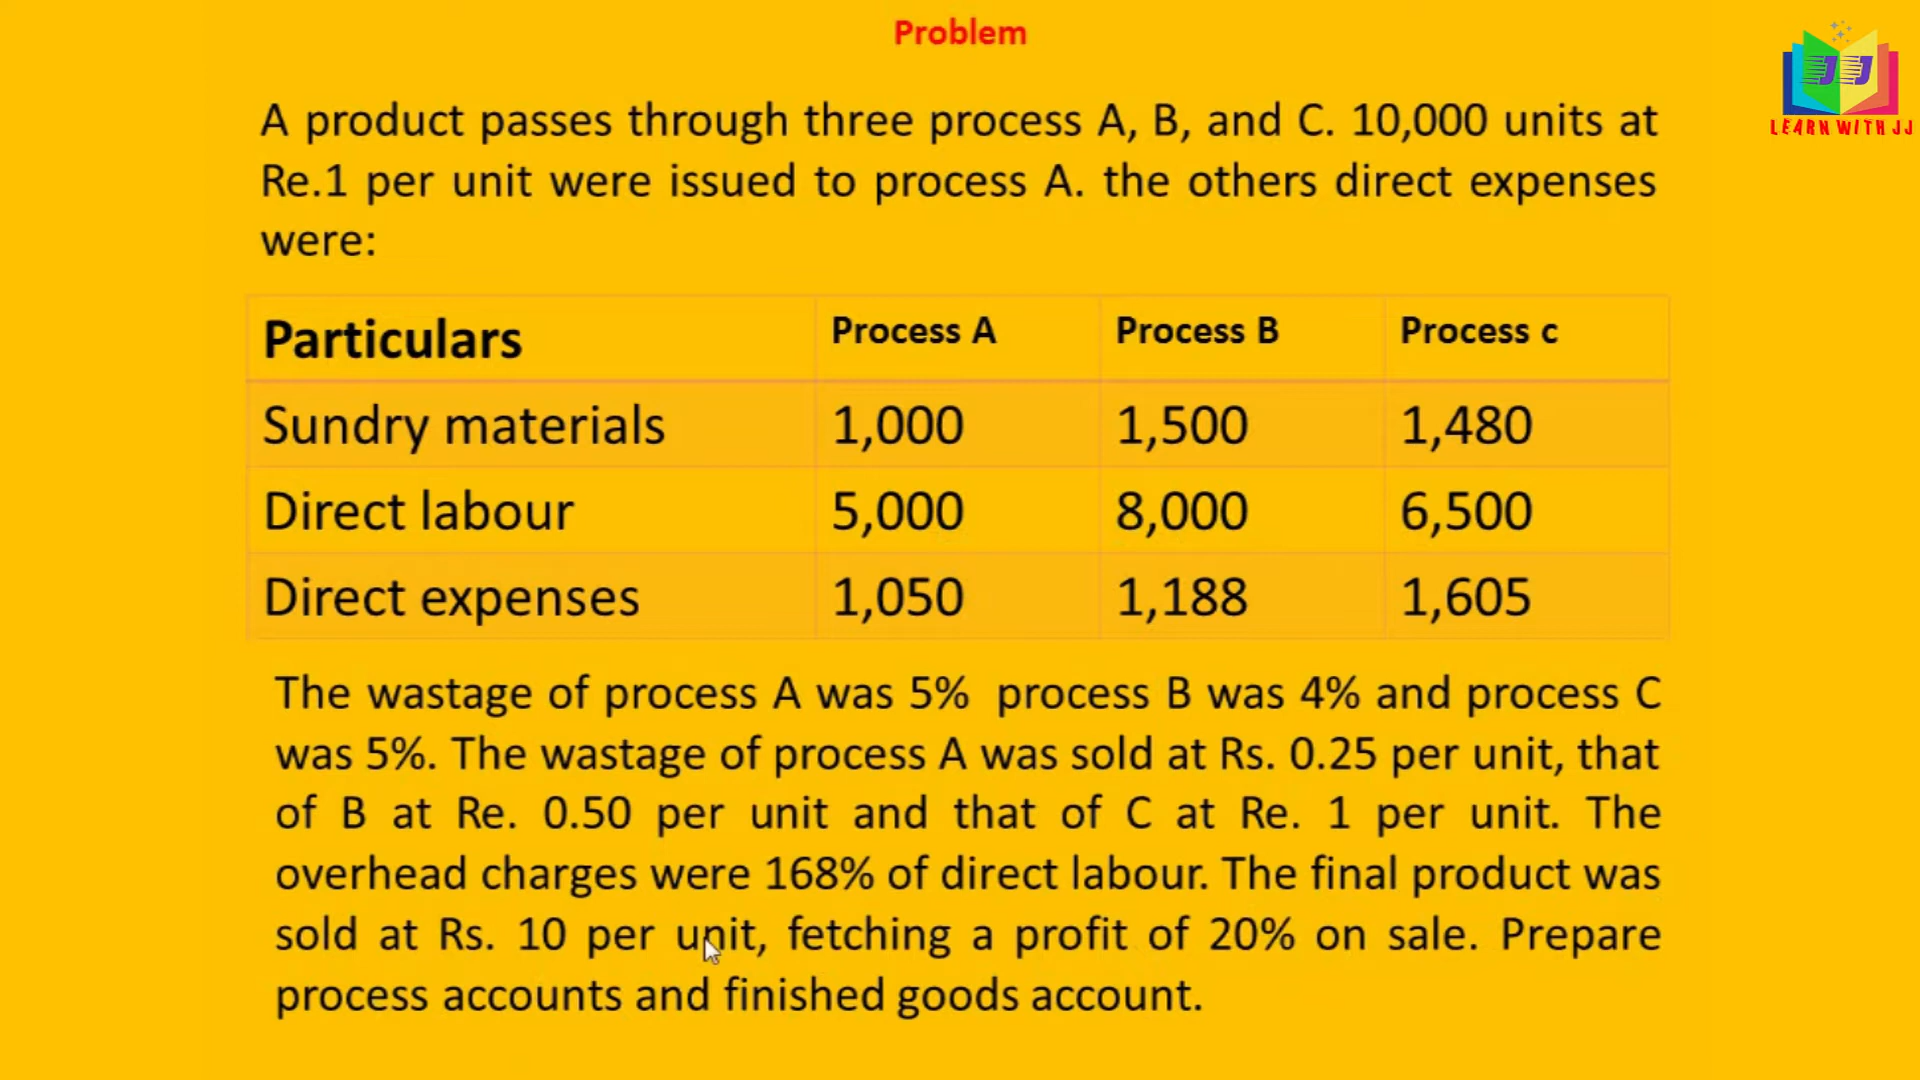 Problem
LEARN WITH JJ
A product passes through three process A, B, and C. 10,000 units at
Re.1 per unit were issued to process A. the others direct expenses
were:
Particulars Process A Process B Process c
Sundry materials 1,000 1,500 1,480
Direct labour 5,000 8,000 6,500
Direct expenses 1,050 1,188 1,605
The wastage of process A was 5% process B was 4% and process C
was 5%. The wastage of process A was sold at Rs. 0.25 per unit, that
of B at Re. 0.50 per unit and that of C at Re. 1 per unit. The
overhead charges were 168% of direct labour. The final product was
sold at Rs. 10 per unit, fetching a profit of 20% on sale. Prepare
process accounts and finished goods account.